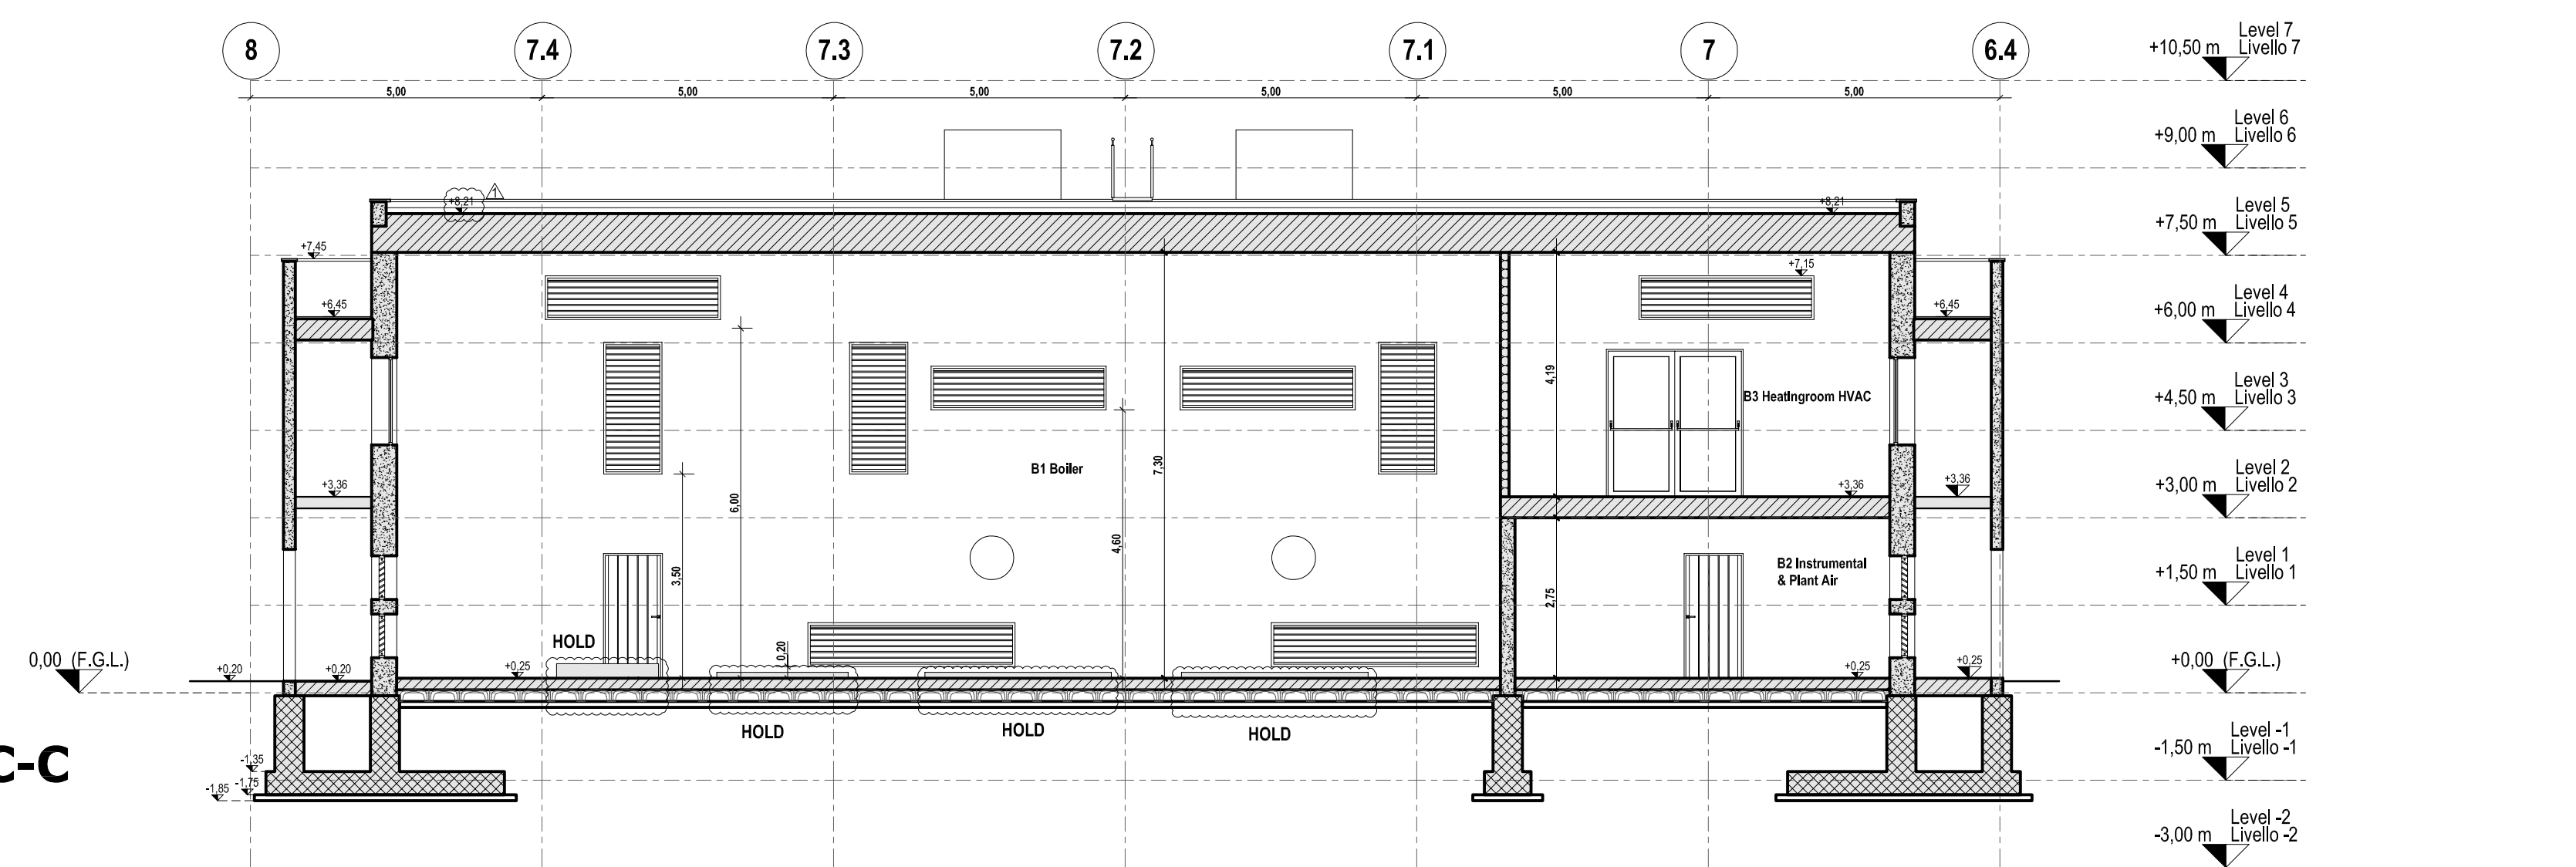 8 7.4 7.3 7.2 7.1 7 6.4
Level 7
+10,50 m Livello 7
5,00 5,00 5,00 5,00 5,00 5,00
Level 6
+9,00 m Livello 6
1
+8,21 +8,21
Level 5
+7,50 m Livello 5
+7,45
+7,15
+6,45 +6,45
Level 4
+6,00 m Livello 4
4,19
Level 3
+4,50 m Livello 3
B3 Heatingroom HVAC
B1 Boiler
7,30
Level 2
+3,00 m Livello 2
+3,36 +3,36 +3,36
6,00
4,60
3,50
B2 Instrumental
& Plant Air
Level 1
+1,50 m Livello 1
2,75
HOLD
0,20
0,00 (F.G.L.)
+0,00 (F.G.L.)
+0,20 +0,20 +0,25 +0,25 +0,25
HOLD HOLD HOLD
Level -1
-1,50 m Livello -1
C-C
-1,35
-1,75
-1,85
Level -2
-3,00 m Livello -2